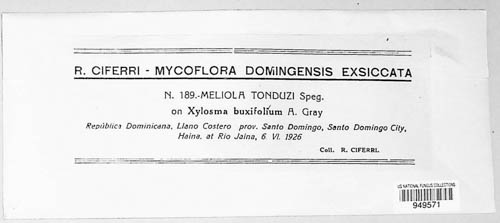 R. CIFERRI - MYCOFLORA DOMINGENSIS EXSICCATA
N. 189.-MELIOLA TONDUZI Speg.
on Xylosma buxifolium A. Gray
República Dominicana, Llano Costero prov. Santo Domingo, Santo Domingo City,
Haina, at Rio Jaina, 6 VI. 1926
Coll. R. CIFERRI.
US NATIONAL FUNGUS COLLECTIONS
949571